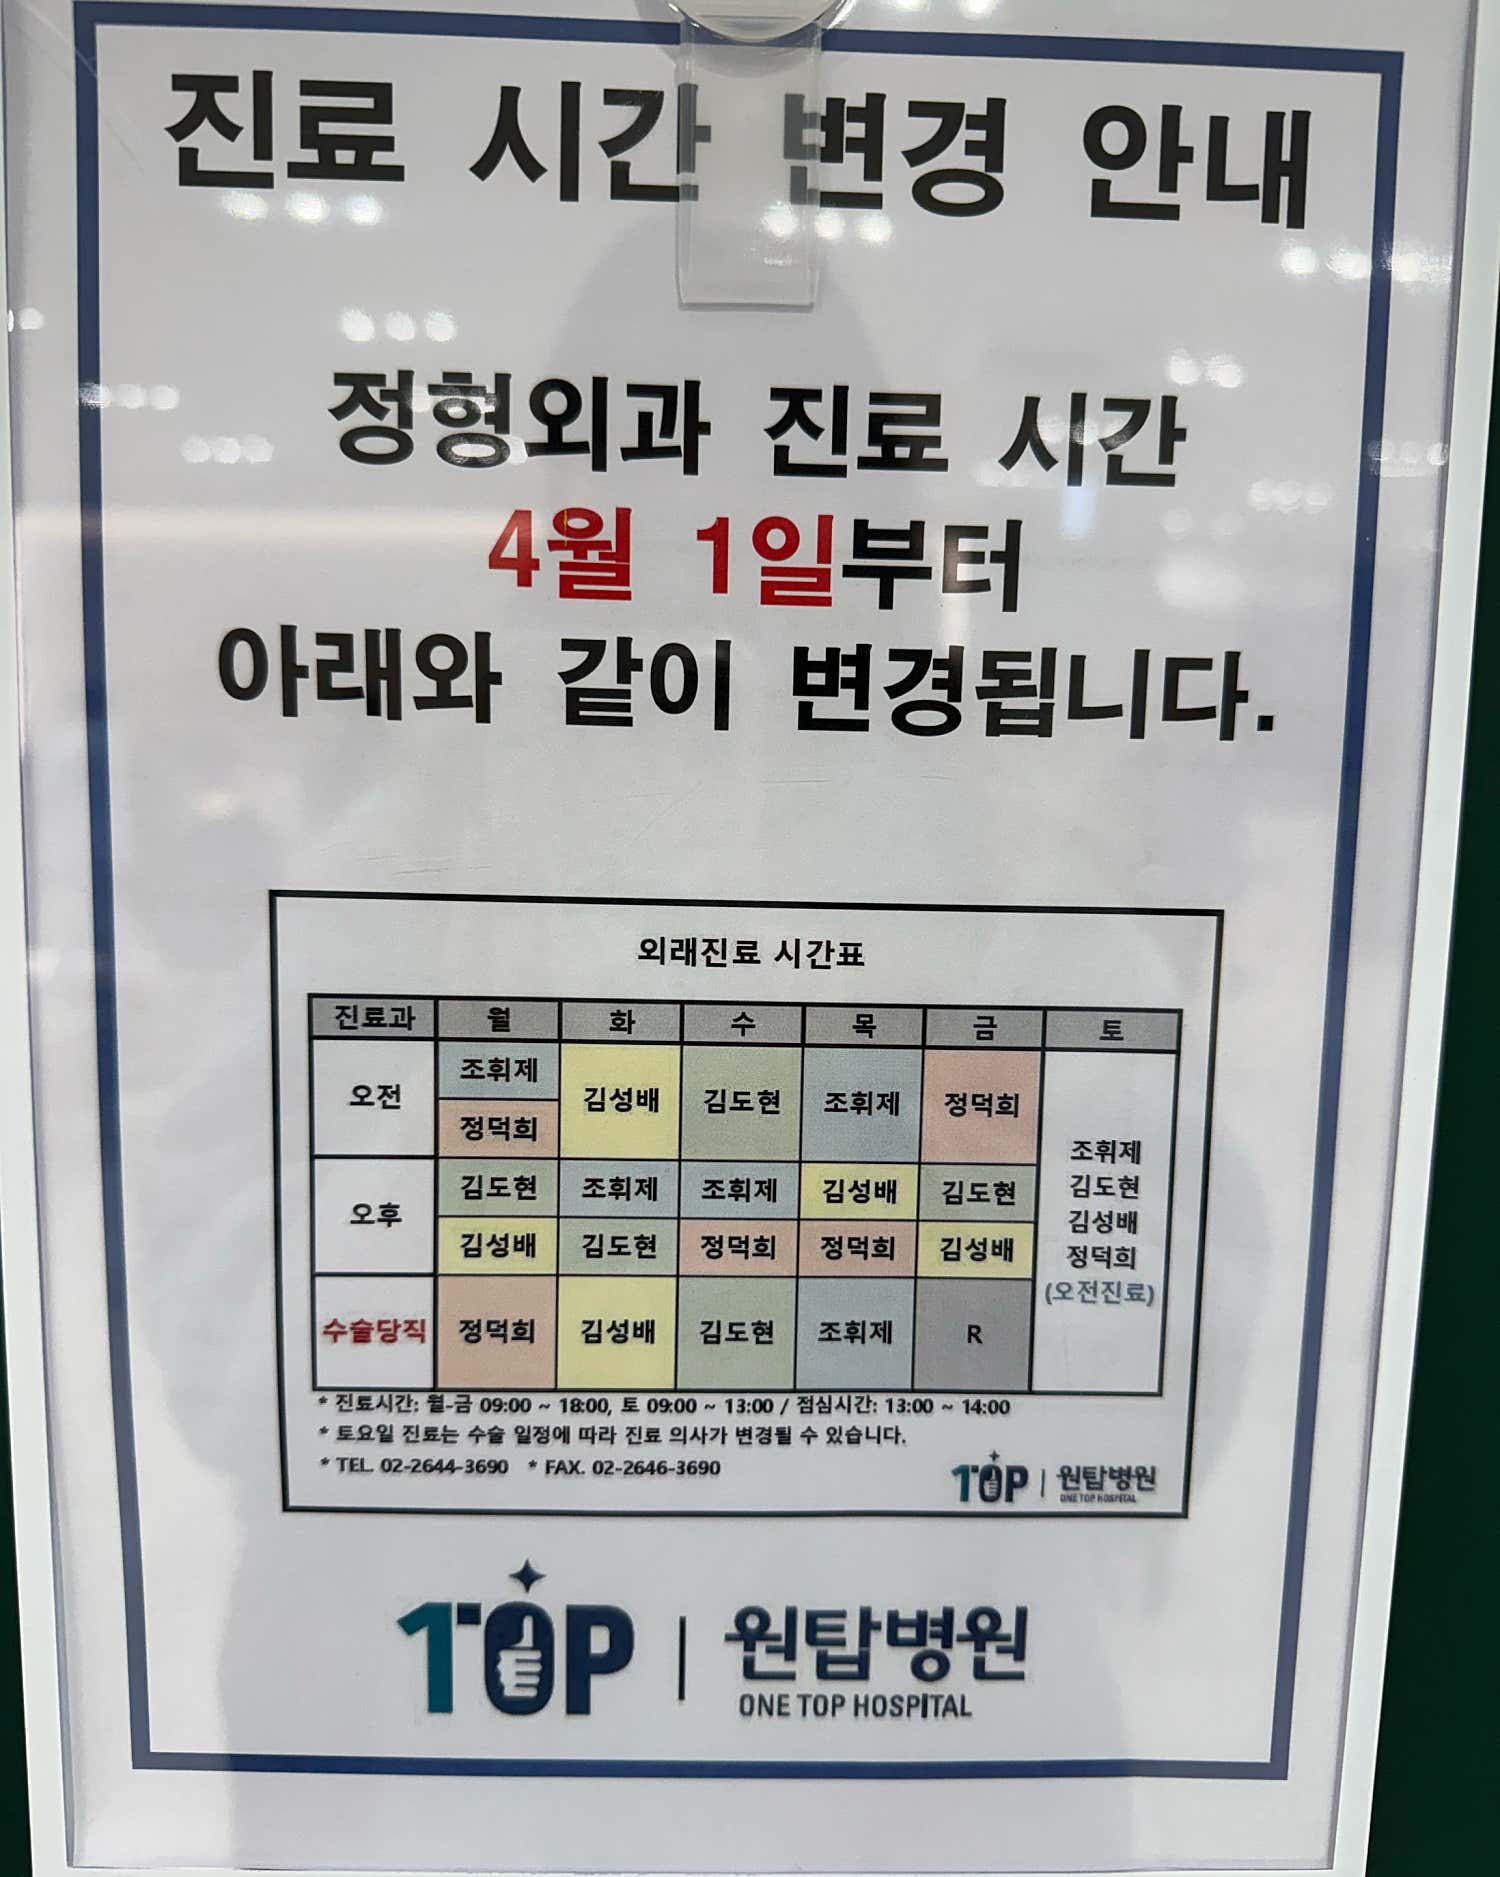 진료 시간 변경 안내
정형외과 진료 시간
4월 1일부터
아래와 같이 변경됩니다.
외래진료 시간표
진료과 월 화 수 목 금 토
오전 조휘제 정덕희 김성배 김도현 조휘제 정덕희
오후 김도현 조휘제 조휘제 김성배 김도현
김성배 김도현 정덕희 정덕희 김성배
수술당직 정덕희 김성배 김도현 조휘제 R
조휘제
김도현
김성배
정덕희
(오전진료)
* 진료시간: 월-금 09:00 ~ 18:00, 토 09:00 ~ 13:00 / 점심시간: 13:00 ~ 14:00
* 토요일 진료는 수술 일정에 따라 진료 의사가 변경될 수 있습니다.
* TEL. 02-2644-3690 * FAX. 02-2646-3690
1TOP | 원탑병원
ONE TOP HOSPITAL
1TOP | 원탑병원
ONE TOP HOSPITAL